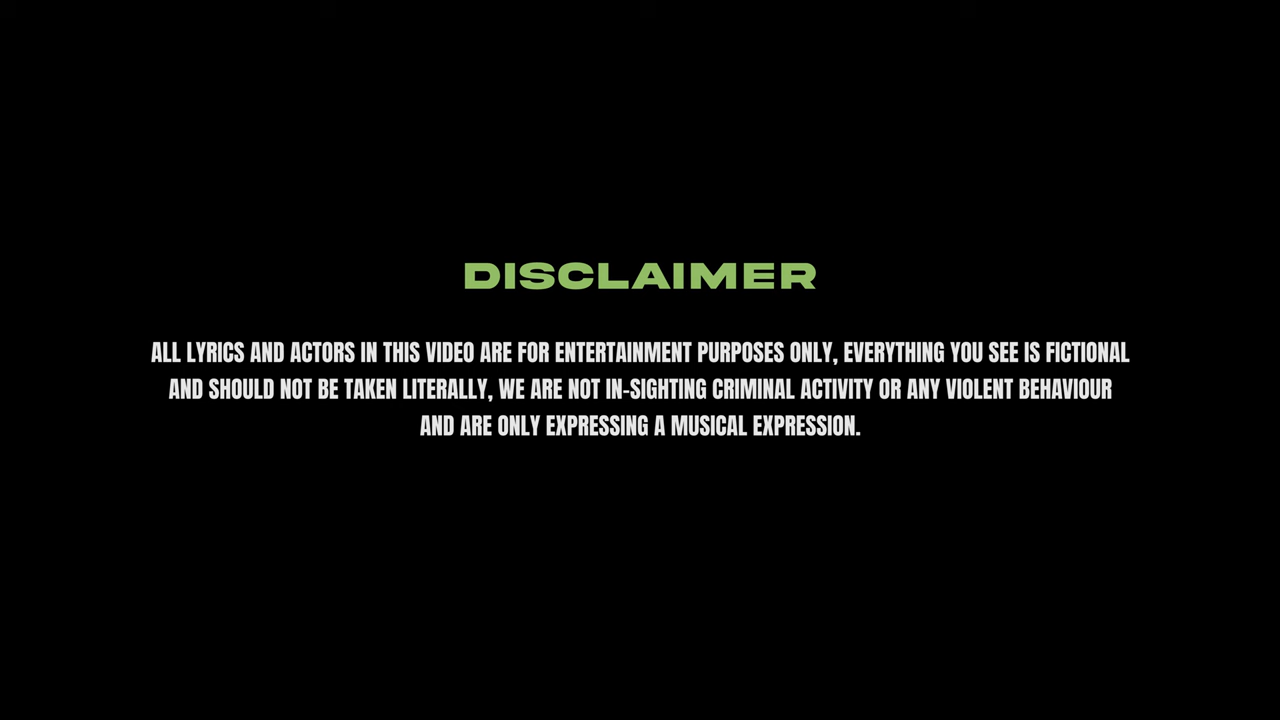 DISCLAIMER
ALL LYRICS AND ACTORS IN THIS VIDEO ARE FOR ENTERTAINMENT PURPOSES ONLY, EVERYTHING YOU SEE IS FICTIONAL
AND SHOULD NOT BE TAKEN LITERALLY, WE ARE NOT IN-SIGHTING CRIMINAL ACTIVITY OR ANY VIOLENT BEHAVIOUR
AND ARE ONLY EXPRESSING A MUSICAL EXPRESSION.